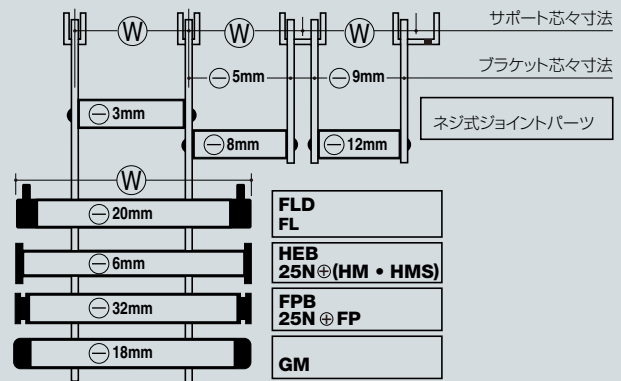 サポート芯々寸法
Ⓦ Ⓦ Ⓦ
ブラケット芯々寸法
⊖5mm ⊖9mm
⊖3mm
ネジ式ジョイントパーツ
⊖8mm ⊖12mm
Ⓦ
⊖20mm
FLD
FL
⊖6mm
HEB
25N⊕(HM・HMS)
⊖32mm
FPB
25N⊕FP
⊖18mm
GM